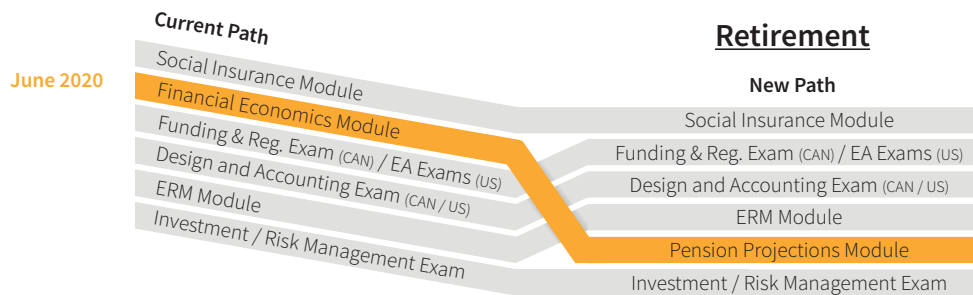 Current Path
Retirement
June 2020
New Path
Social Insurance Module
Financial Economics Module
Funding & Reg. Exam (CAN) / EA Exams (US)
Design and Accounting Exam (CAN / US)
ERM Module
Investment / Risk Management Exam
Social Insurance Module
Funding & Reg. Exam (CAN) / EA Exams (US)
Design and Accounting Exam (CAN / US)
ERM Module
Pension Projections Module
Investment / Risk Management Exam